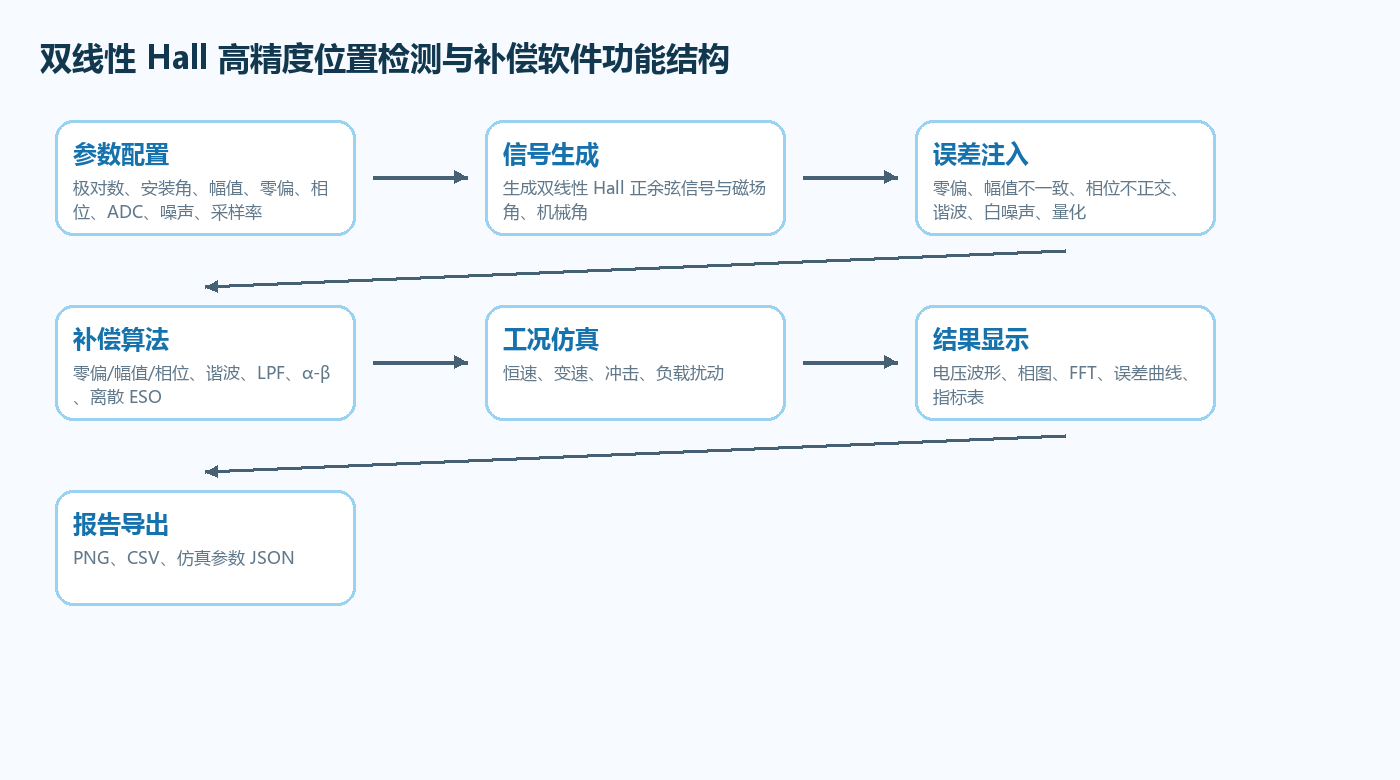 双线性 Hall 高精度位置检测与补偿软件功能结构
参数配置
极对数、安装角、幅值、零偏、相
位、ADC、噪声、采样率
信号生成
生成双线性 Hall 正余弦信号与磁场
角、机械角
误差注入
零偏、幅值不一致、相位不正交、
谐波、白噪声、量化
补偿算法
零偏/幅值/相位、谐波、LPF、α-β
、离散 ESO
工况仿真
恒速、变速、冲击、负载扰动
结果显示
电压波形、相图、FFT、误差曲线、
指标表
报告导出
PNG、CSV、仿真参数 JSON